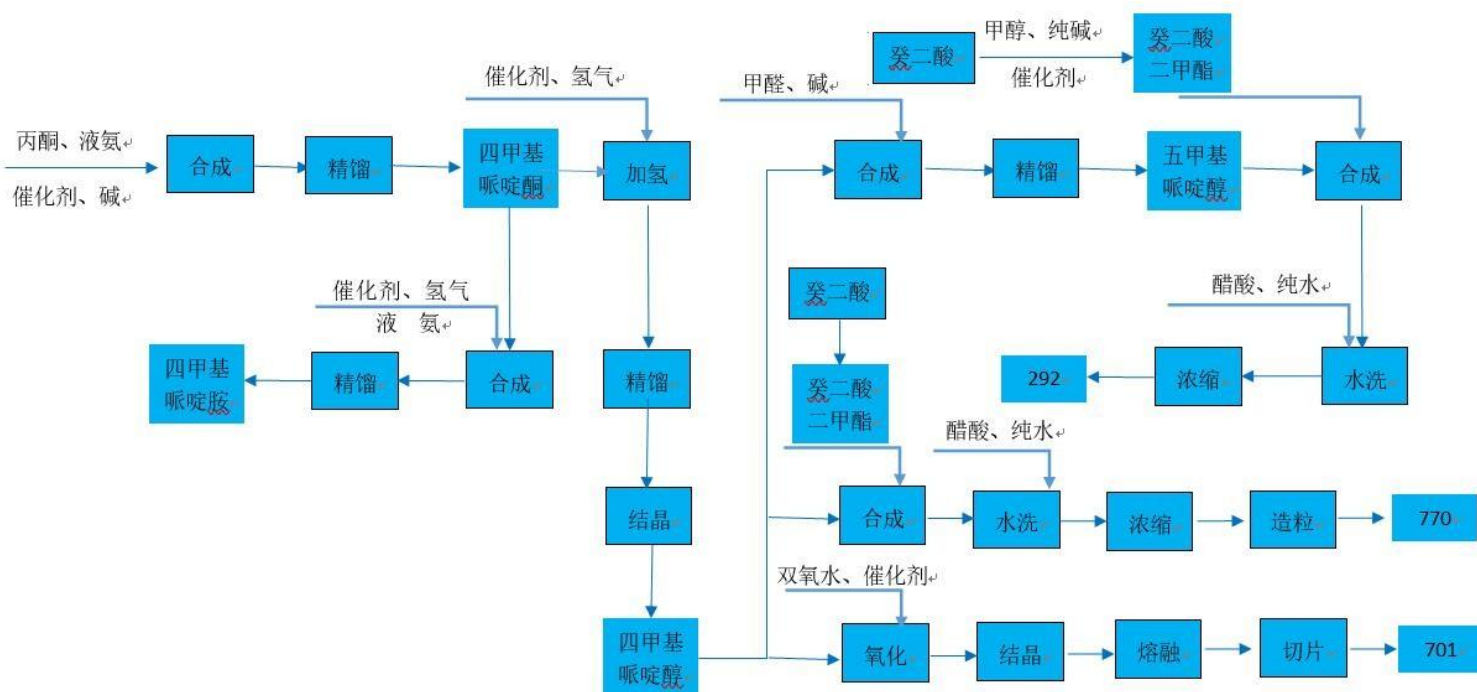 丙酮、液氨
催化剂、碱
合成
精馏
四甲基
哌啶酮
催化剂、氢气
加氢
催化剂、氢气
液 氨
合成
精馏
四甲基
哌啶胺
精馏
结晶
四甲基
哌啶醇
甲醛、碱
合成
精馏
五甲基
哌啶醇
癸二酸
甲醇、纯碱
催化剂
癸二酸
二甲酯
合成
醋酸、纯水
水洗
浓缩
292
癸二酸
癸二酸
二甲酯
合成
醋酸、纯水
水洗
浓缩
造粒
770
双氧水、催化剂
氧化
结晶
熔融
切片
701